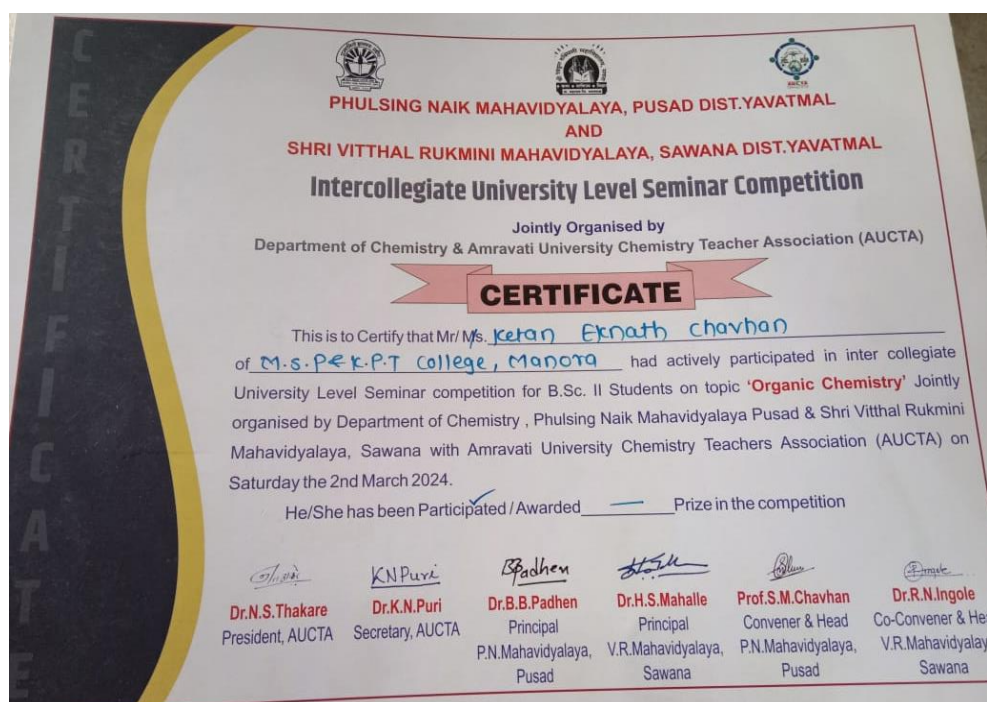 CERTIFICATE
AUCTA
PHULSING NAIK MAHAVIDYALAYA, PUSAD DIST.YAVATMAL
AND
SHRI VITTHAL RUKMINI MAHAVIDYALAYA, SAWANA DIST.YAVATMAL
Intercollegiate University Level Seminar Competition
Jointly Organised by
Department of Chemistry & Amravati University Chemistry Teacher Association (AUCTA)
CERTIFICATE
This is to Certify that Mr/Ms. Ketan Eknath Chavhan
of M.S.P & K.P.T College, Manora had actively participated in inter collegiate
University Level Seminar competition for B.Sc. II Students on topic 'Organic Chemistry' Jointly
organised by Department of Chemistry , Phulsing Naik Mahavidyalaya Pusad & Shri Vitthal Rukmini
Mahavidyalaya, Sawana with Amravati University Chemistry Teachers Association (AUCTA) on
Saturday the 2nd March 2024.
He/She has been Participated / Awarded — Prize in the competition
KNPuri BBPadhen
Dr.N.S.Thakare Dr.K.N.Puri Dr.B.B.Padhen Dr.H.S.Mahalle Prof.S.M.Chavhan Dr.R.N.Ingole
President, AUCTA Secretary, AUCTA Principal Principal Convener & Head Co-Convener & He
P.N.Mahavidyalaya, V.R.Mahavidyalaya, P.N.Mahavidyalaya, V.R.Mahavidyalay
Pusad Sawana Pusad Sawana